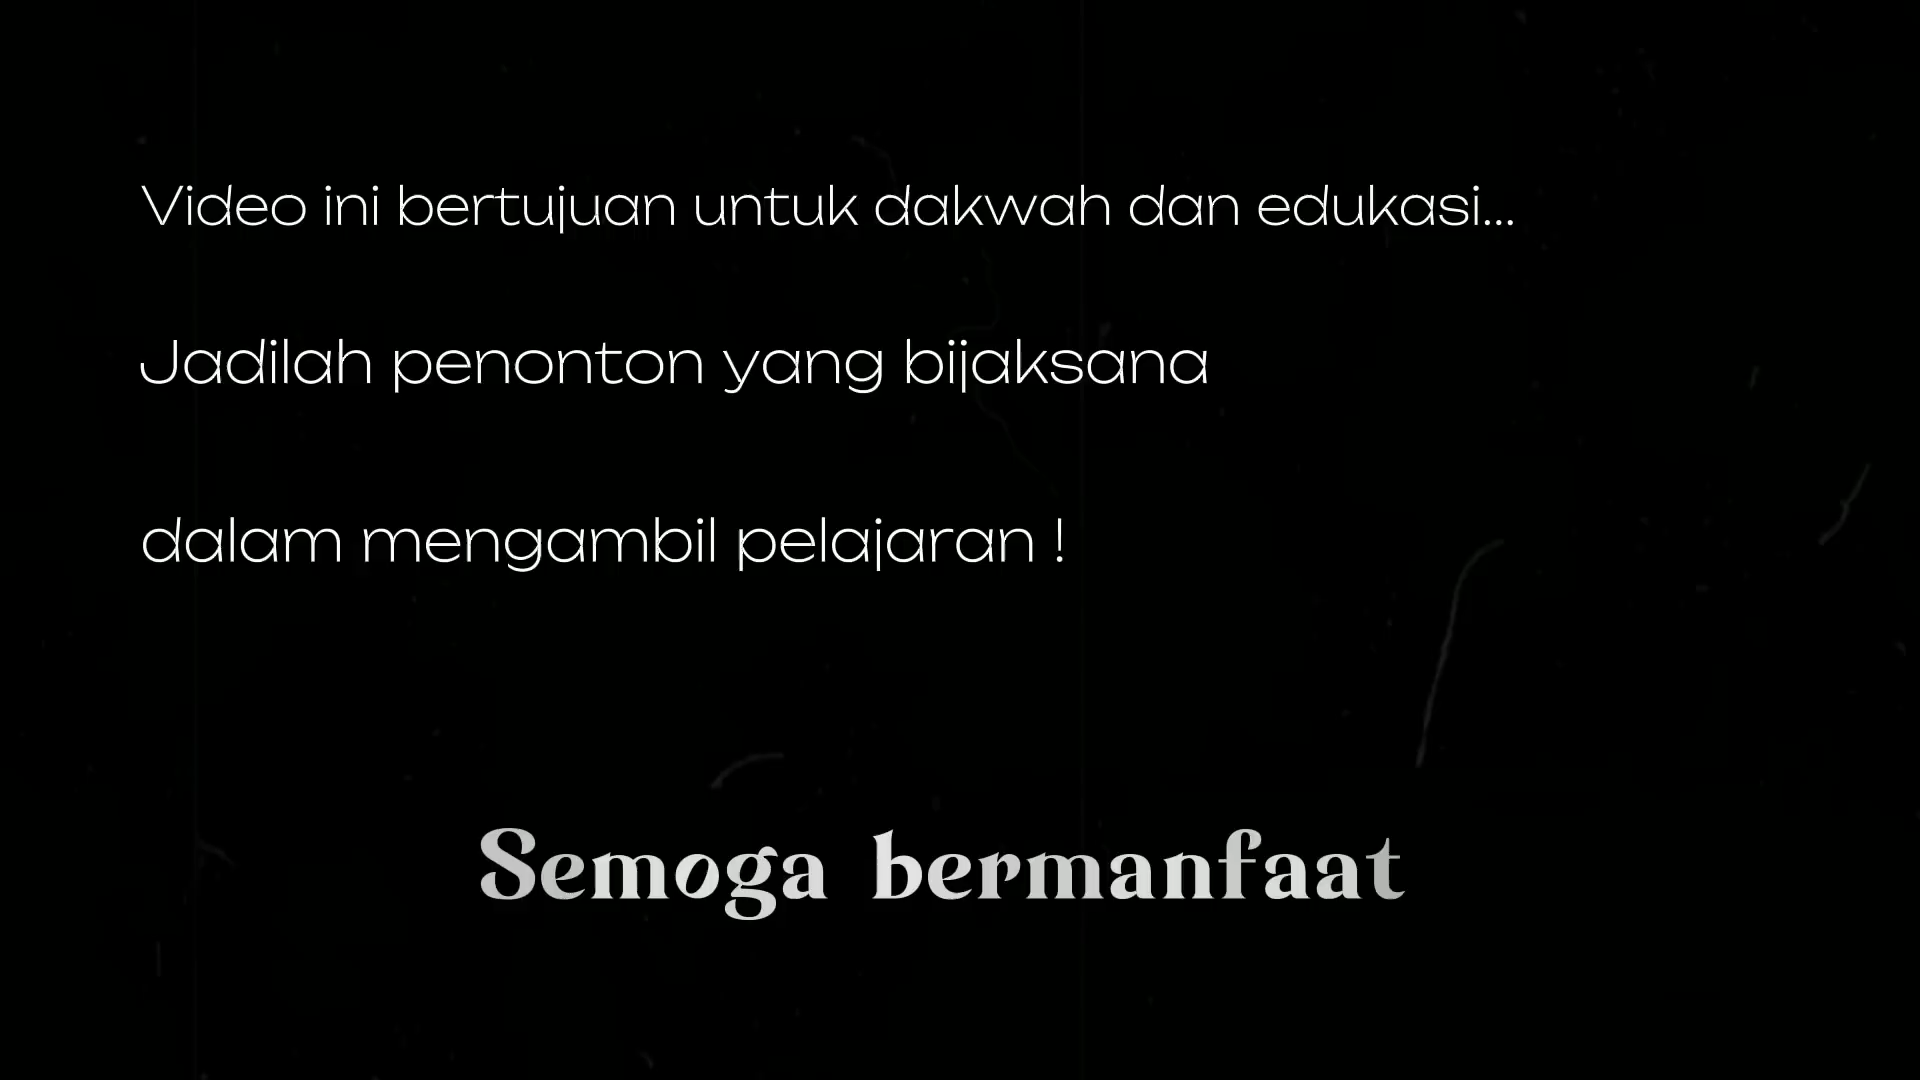 Video ini bertujuan untuk dakwah dan edukasi...
Jadilah penonton yang bijaksana
dalam mengambil pelajaran !
Semoga bermanfaat